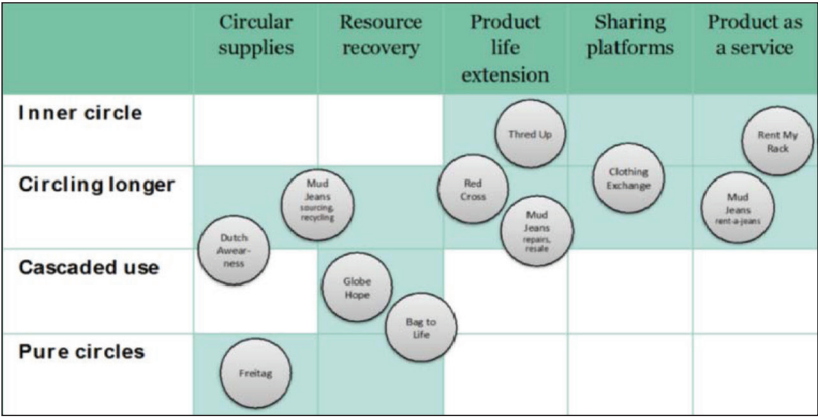 Circular
supplies
Resource
recovery
Product
life
extension
Sharing
platforms
Product as
a service
Inner circle
Thred Up
Rent My
Rack
Circling longer
Mud
Jeans
sourcing,
recycling
Red
Cross
Clothing
Exchange
Mud
Jeans
repairs,
resale
Mud
Jeans
rent-a-jeans
Dutch
Awear-
ness
Cascaded use
Globe
Hope
Bag to
Life
Pure circles
Freitag